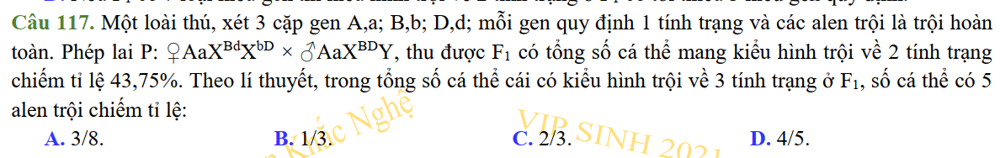 Câu 117. Một loài thú, xét 3 cặp gen A,a; B,b; D,d; mỗi gen quy định 1 tính trạng và các alen trội là trội hoàn
toàn. Phép lai P: ♀AaX^{Bd}X^{bD} × ♂AaX^{BD}Y, thu được F₁ có tổng số cá thể mang kiểu hình trội về 2 tính trạng
chiếm tỉ lệ 43,75%. Theo lí thuyết, trong tổng số cá thể cái có kiểu hình trội về 3 tính trạng ở F₁, số cá thể có 5
alen trội chiếm tỉ lệ:
A. 3/8. B. 1/3. C. 2/3. D. 4/5.
Khắc Nghệ
VIP SINH 2021